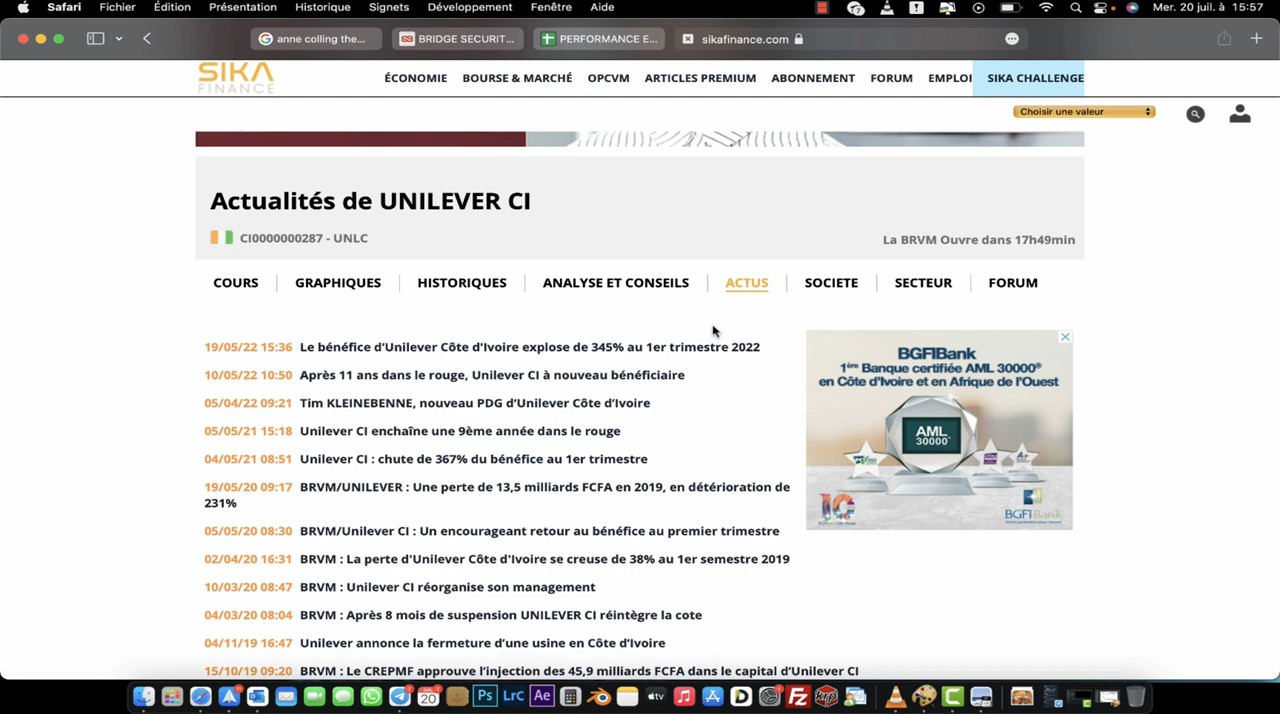 Safari Fichier Édition Présentation Historique Signets Développement Fenêtre Aide Mer. 20 juil. à 15:57
anne colling the... BRIDGE SECURIT... PERFORMANCE E... sikafinance.com
SIKA
FINANCE
ÉCONOMIE BOURSE & MARCHÉ OPCVM ARTICLES PREMIUM ABONNEMENT FORUM EMPLOI SIKA CHALLENGE
Choisir une valeur
Actualités de UNILEVER CI
CI0000000287 - UNLC
La BRVM Ouvre dans 17h49min
COURS GRAPHIQUES HISTORIQUES ANALYSE ET CONSEILS ACTUS SOCIETE SECTEUR FORUM
19/05/22 15:36 Le bénéfice d’Unilever Côte d'Ivoire explose de 345% au 1er trimestre 2022
10/05/22 10:50 Après 11 ans dans le rouge, Unilever CI à nouveau bénéficiaire
05/04/22 09:21 Tim KLEINEBENNE, nouveau PDG d’Unilever Côte d’Ivoire
05/05/21 15:18 Unilever CI enchaîne une 9ème année dans le rouge
04/05/21 08:51 Unilever CI : chute de 367% du bénéfice au 1er trimestre
19/05/20 09:17 BRVM/UNILEVER : Une perte de 13,5 milliards FCFA en 2019, en détérioration de
231%
05/05/20 08:30 BRVM/Unilever CI : Un encourageant retour au bénéfice au premier trimestre
02/04/20 16:31 BRVM : La perte d'Unilever Côte d'Ivoire se creuse de 38% au 1er semestre 2019
10/03/20 08:47 BRVM : Unilever CI réorganise son management
04/03/20 08:04 BRVM : Après 8 mois de suspension UNILEVER CI réintègre la cote
04/11/19 16:47 Unilever annonce la fermeture d’une usine en Côte d’Ivoire
15/10/19 09:20 BRVM : Le CREPMF approuve l’injection des 45,9 milliards FCFA dans le capital d’Unilever CI
BGFIBank
1ère Banque certifiée AML 30000®
en Côte d’Ivoire et en Afrique de l’Ouest
AML
30000
BGFIBank
JUIL.
20
Ps Lrc Ae
tv
D
Fz